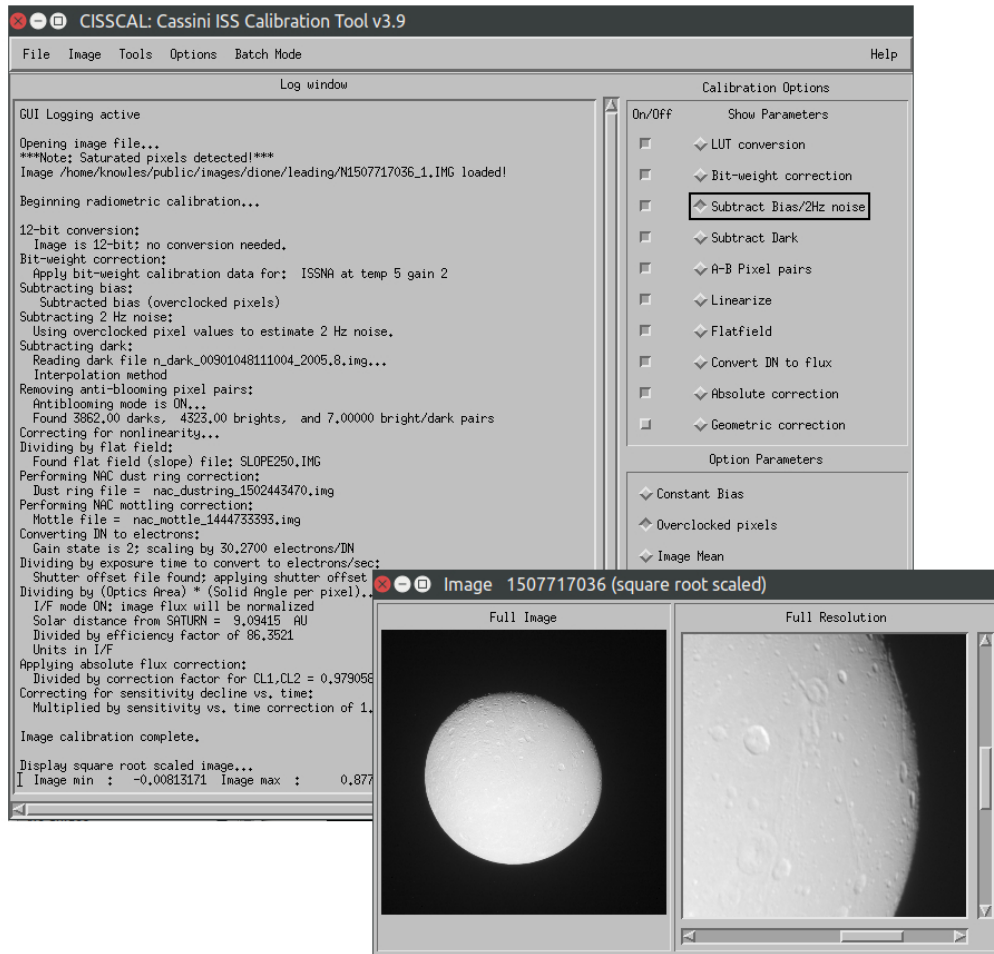 CISSCAL: Cassini ISS Calibration Tool v3.9
File Image Tools Options Batch Mode Help
Log window
GUI Logging active
Opening image file...
***Note: Saturated pixels detected!***
Image /home/knowles/public/images/dione/leading/N1507717036_1.IMG loaded!
Beginning radiometric calibration...
12-bit conversion:
Image is 12-bit; no conversion needed.
Bit-weight correction:
Apply bit-weight calibration data for: ISSNA at temp 5 gain 2
Subtracting bias:
Subtracted bias (overclocked pixels)
Subtracting 2 Hz noise:
Using overclocked pixel values to estimate 2 Hz noise.
Subtracting dark:
Reading dark file n_dark_00901048111004_2005.8.img...
Interpolation method
Removing anti-blooming pixel pairs:
Antiblooming mode is ON...
Found 3862.00 darks, 4323.00 brights, and 7.00000 bright/dark pairs
Correcting for nonlinearity...
Dividing by flat field:
Found flat field (slope) file: SLOPE250.IMG
Performing NAC dust ring correction:
Dust ring file = nac_dustring_1502443470.img
Performing NAC mottling correction:
Mottle file = nac_mottle_1444733393.img
Converting DN to electrons:
Gain state is 2; scaling by 30.2700 electrons/DN
Dividing by exposure time to convert to electrons/sec:
Shutter offset file found; applying shutter offset
Dividing by (Optics Area) * (Solid Angle per pixel)..
I/F mode ON: image flux will be normalized
Solar distance from SATURN = 9.09415 AU
Divided by efficiency factor of 86.3521
Units in I/F
Applying absolute flux correction:
Divided by correction factor for CL1,CL2 = 0.979058
Correcting for sensitivity decline vs. time:
Multiplied by sensitivity vs. time correction of 1.
Image calibration complete.
Display square root scaled image...
Image min : -0.00813171 Image max : 0.877
Calibration Options
On/Off Show Parameters
LUT conversion
Bit-weight correction
Subtract Bias/2Hz noise
Subtract Dark
A-B Pixel pairs
Linearize
Flatfield
Convert DN to flux
Absolute correction
Geometric correction
Option Parameters
Constant Bias
Overclocked pixels
Image Mean
Image 1507717036 (square root scaled)
Full Image
Full Resolution